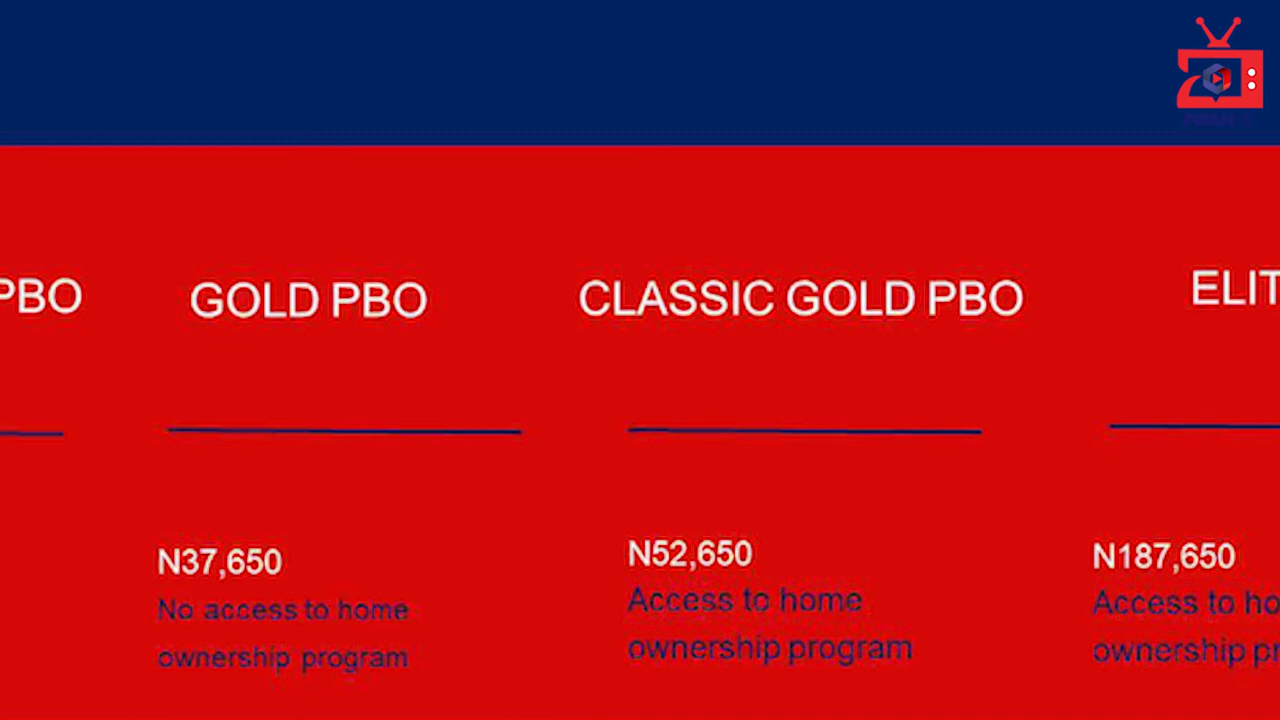 PBO
GOLD PBO
CLASSIC GOLD PBO
ELIT
N37,650
No access to home
ownership program
N52,650
Access to home
ownership program
N187,650
Access to ho
ownership pr